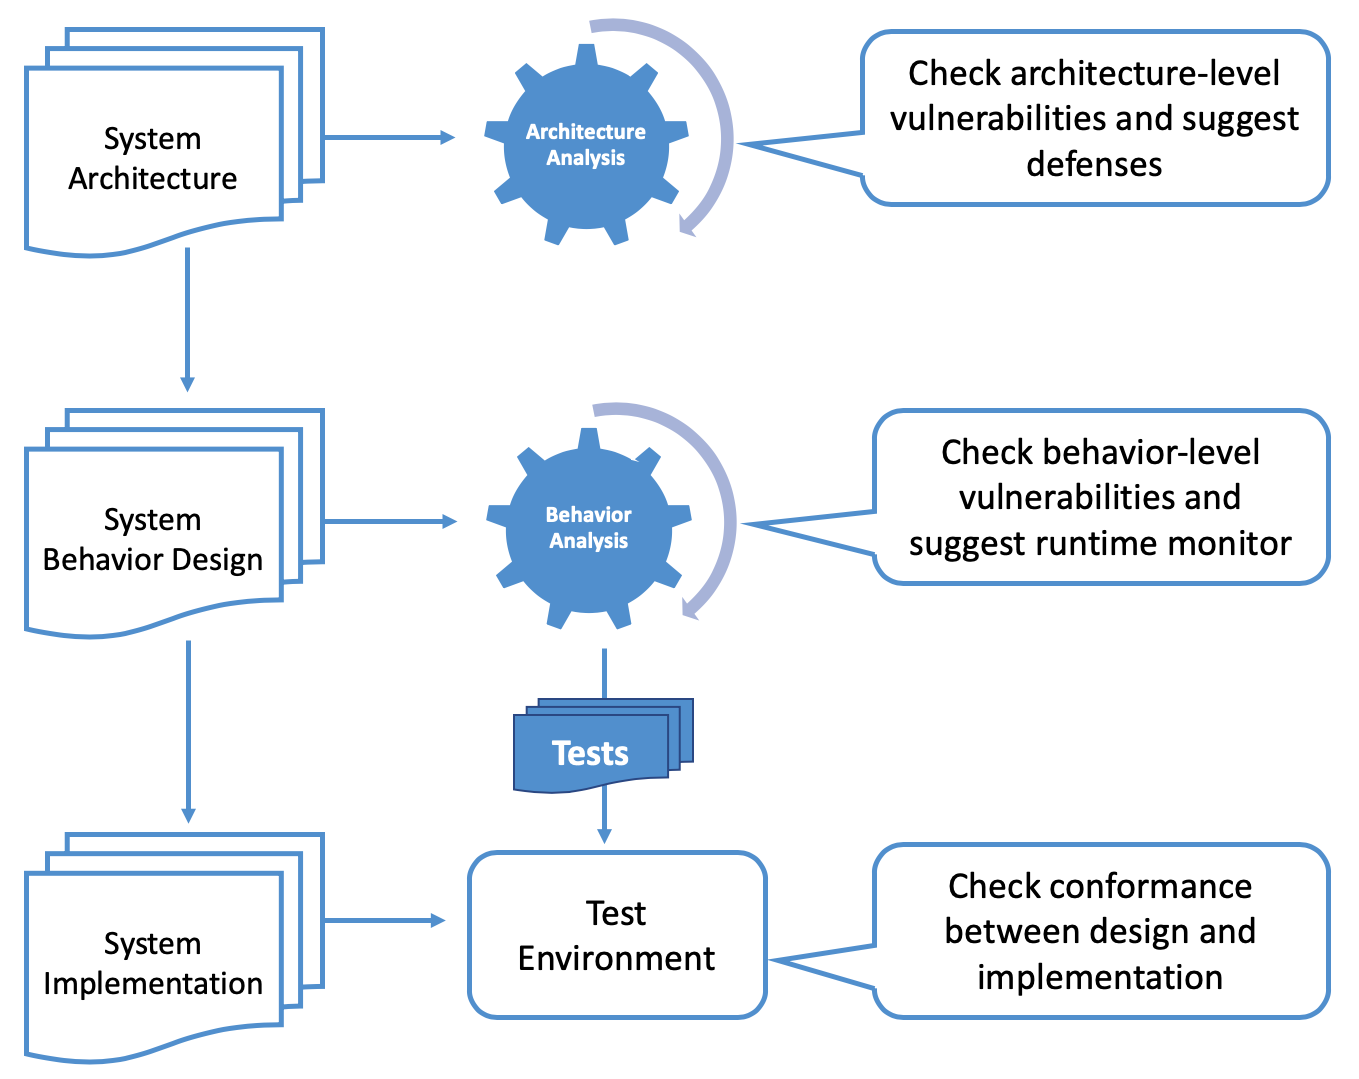 System
Architecture
Architecture
Analysis
Check architecture-level
vulnerabilities and suggest
defenses
System
Behavior Design
Behavior
Analysis
Check behavior-level
vulnerabilities and
suggest runtime monitor
Tests
System
Implementation
Test
Environment
Check conformance
between design and
implementation